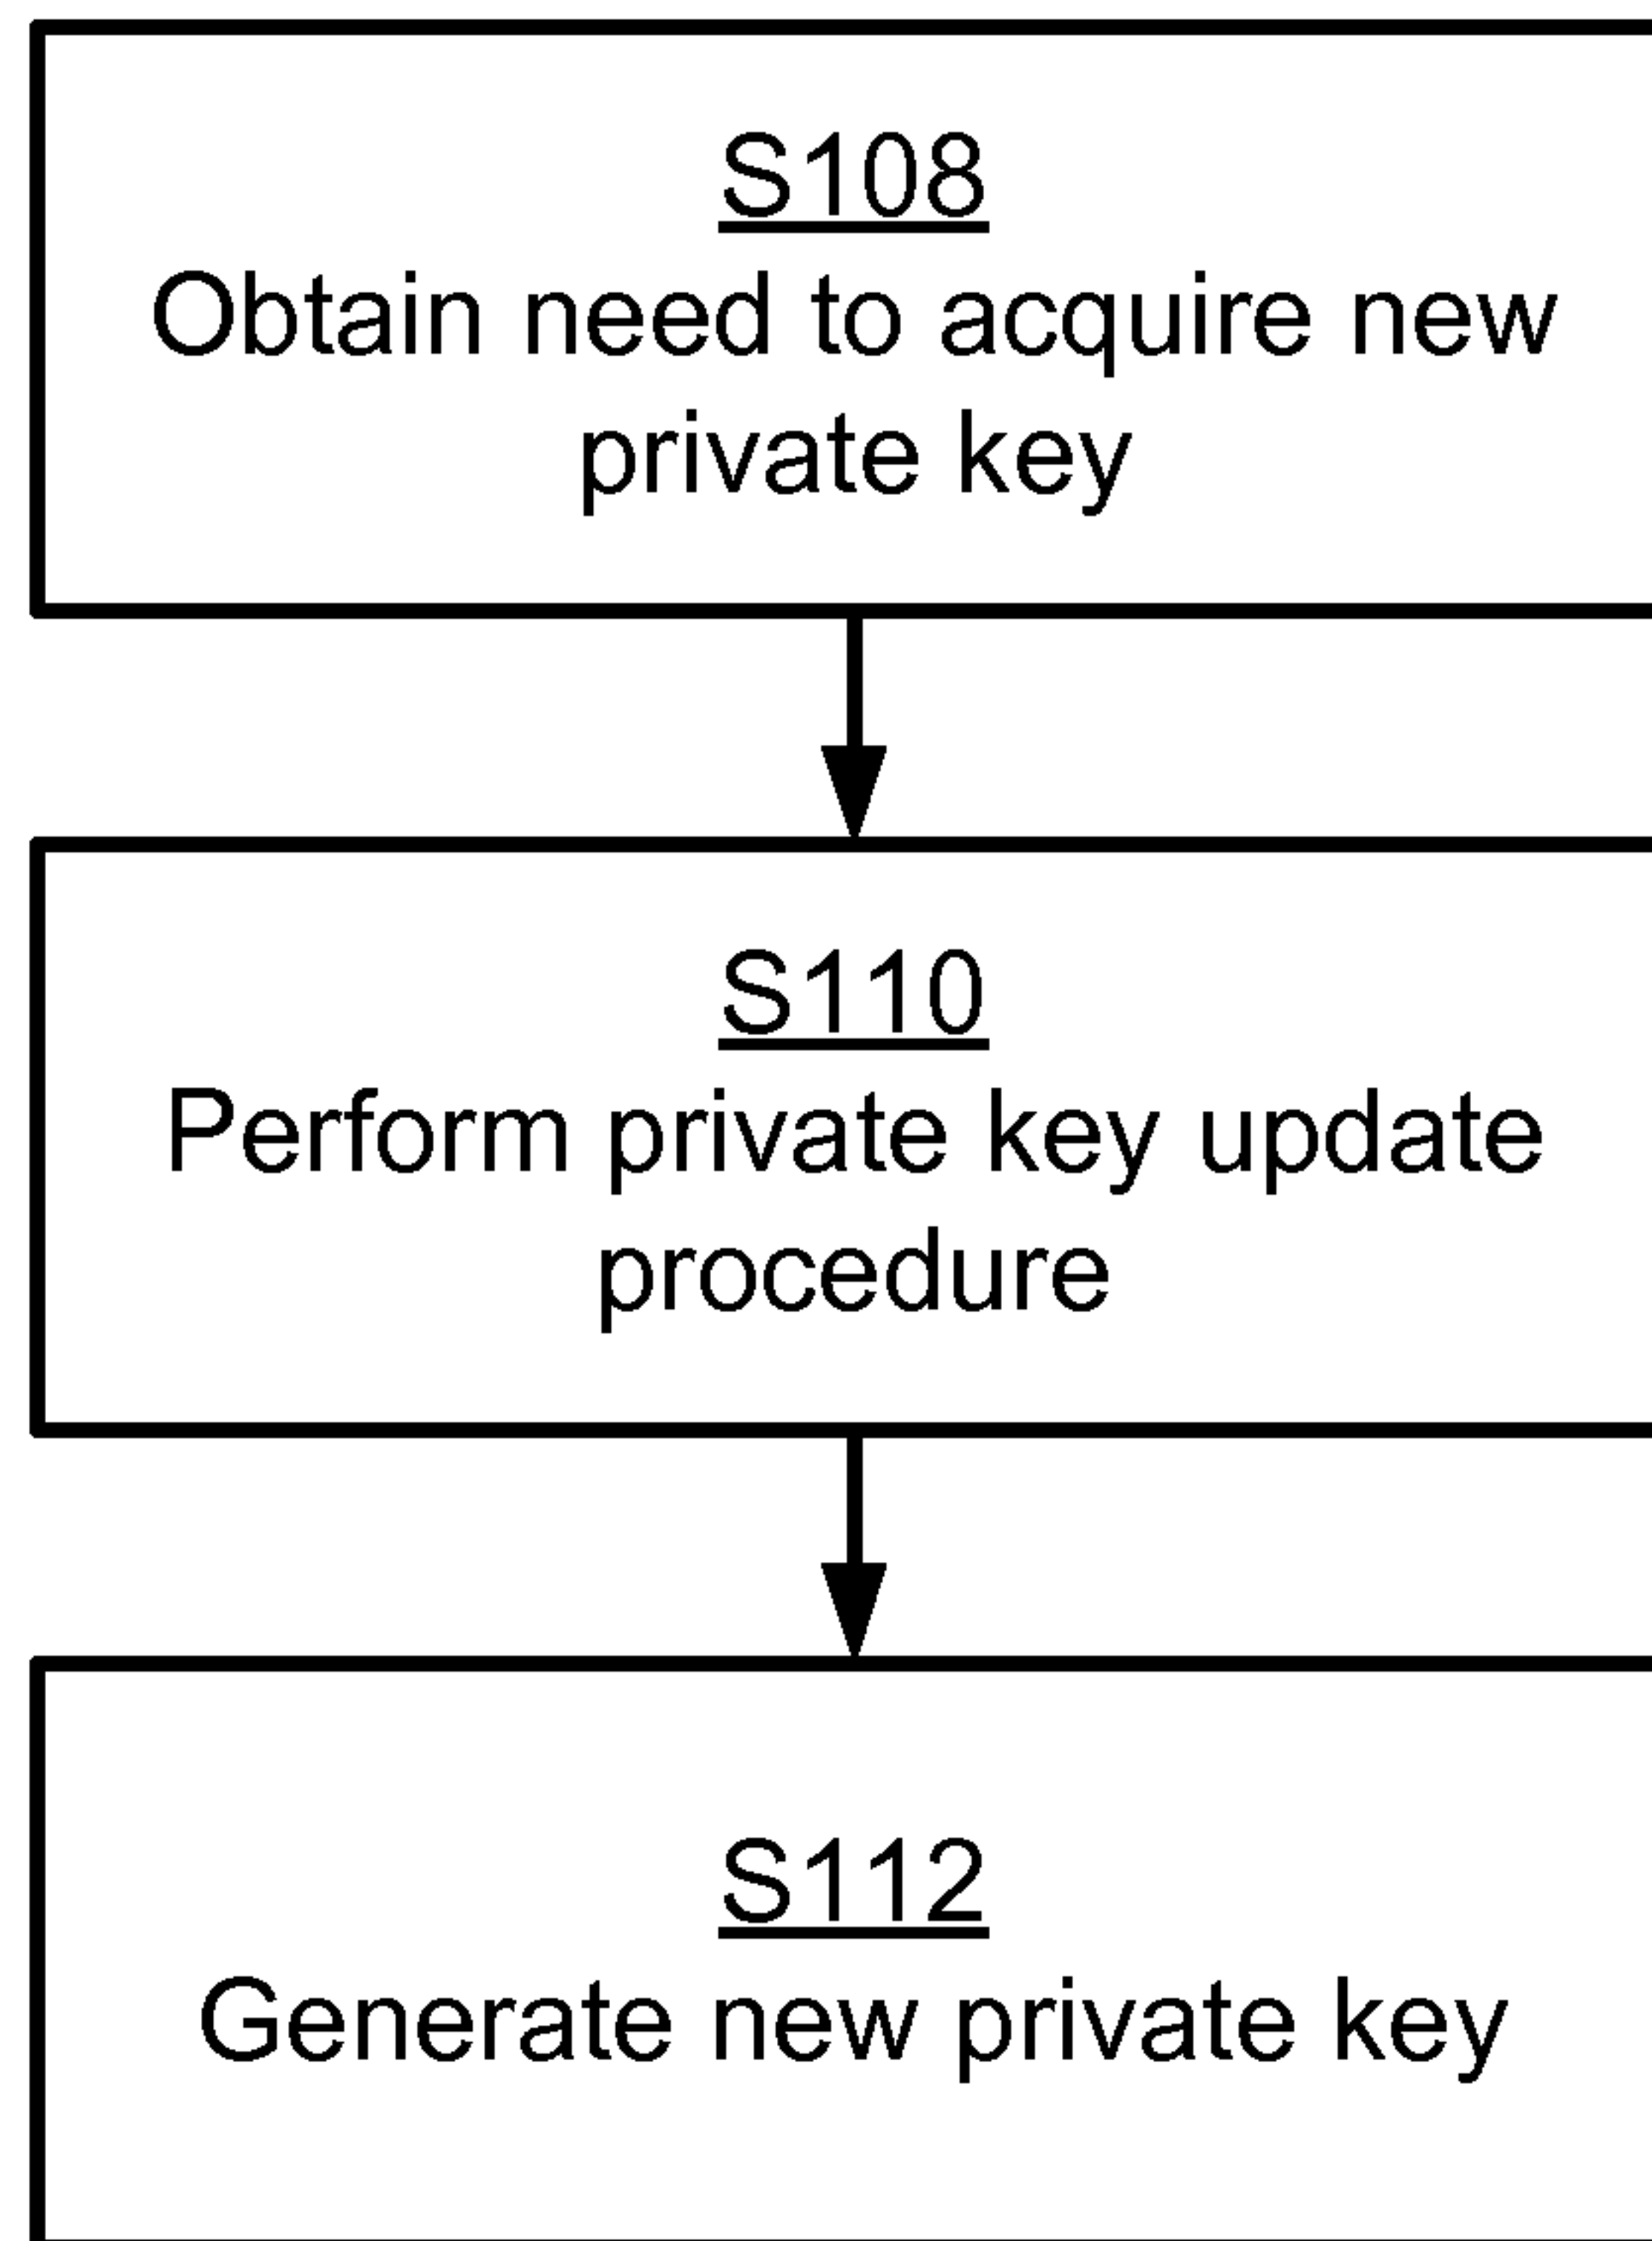 S108
Obtain need to acquire new
private key
S110
Perform private key update
procedure
S112
Generate new private key